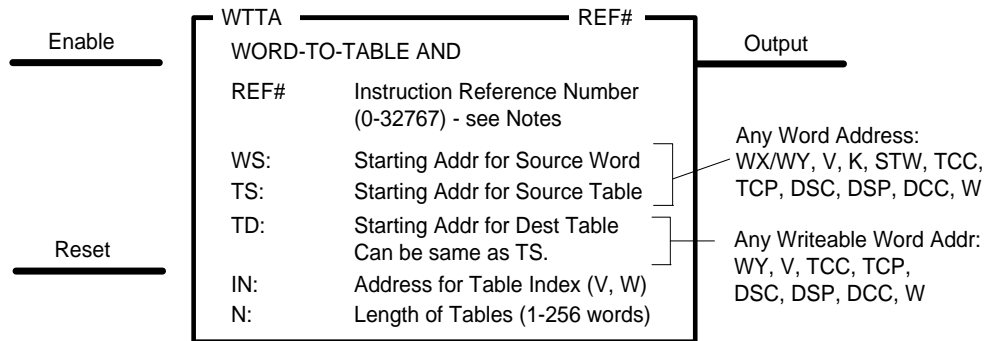 WTTA REF#
Enable
WORD-TO-TABLE AND
Output
REF# Instruction Reference Number
(0-32767) - see Notes
WS: Starting Addr for Source Word
TS: Starting Addr for Source Table
Any Word Address:
WX/WY, V, K, STW, TCC,
TCP, DSC, DSP, DCC, W
TD: Starting Addr for Dest Table
Can be same as TS.
Reset
Any Writeable Word Addr:
WY, V, TCC, TCP,
DSC, DSP, DCC, W
IN: Address for Table Index (V, W)
N: Length of Tables (1-256 words)